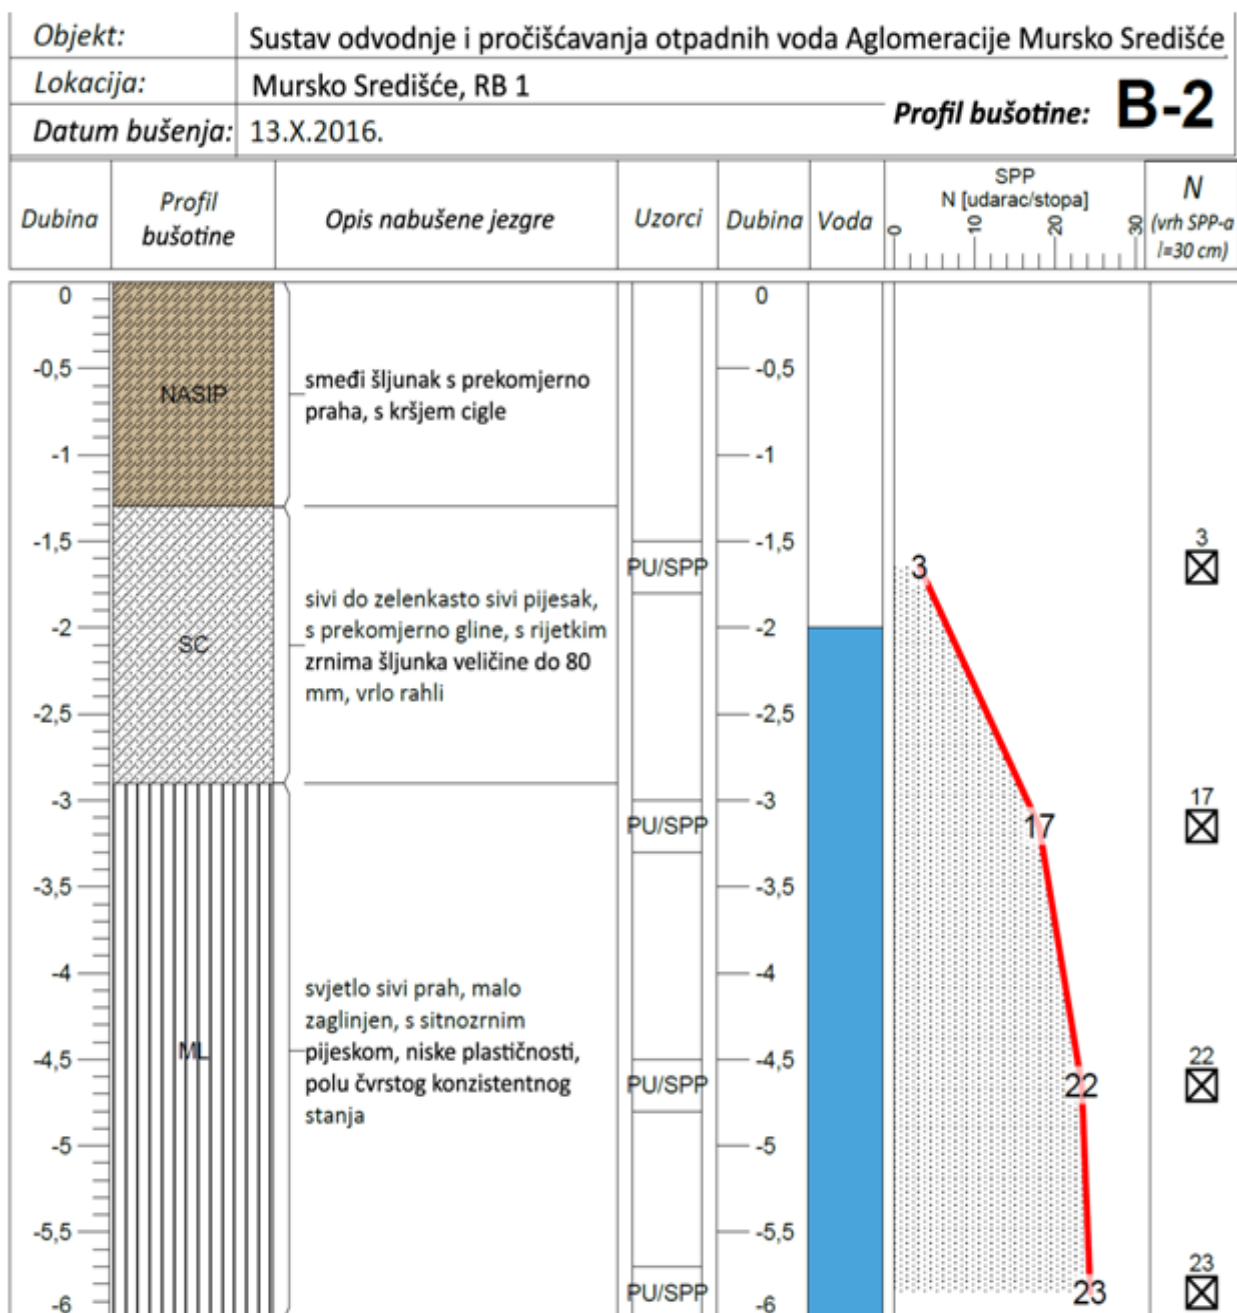 Objekt: Sustav odvodnje i pročišćavanja otpadnih voda Aglomeracije Mursko Središće
Lokacija: Mursko Središće, RB 1
Profil bušotine: B-2
Datum bušenja: 13.X.2016.
Dubina
Profil
bušotine
Opis nabušene jezgre
Uzorci
Dubina
Voda
SPP
N [udarac/stopa]
0 10 20 30
N
(vrh SPP-a
l=30 cm)
0
-0,5
-1
-1,5
-2
-2,5
-3
-3,5
-4
-4,5
-5
-5,5
-6
NASIP
SC
ML
smeđi šljunak s prekomjerno
praha, s kršjem cigle
sivi do zelenkasto sivi pijesak,
s prekomjerno gline, s rijetkim
zrnima šljunka veličine do 80
mm, vrlo rahli
svjetlo sivi prah, malo
zaglinjen, s sitnozrnim
pijeskom, niske plastičnosti,
polu čvrstog konzistentnog
stanja
PU/SPP
PU/SPP
PU/SPP
PU/SPP
0
-0,5
-1
-1,5
-2
-2,5
-3
-3,5
-4
-4,5
-5
-5,5
-6
3
17
22
23
3
17
22
23